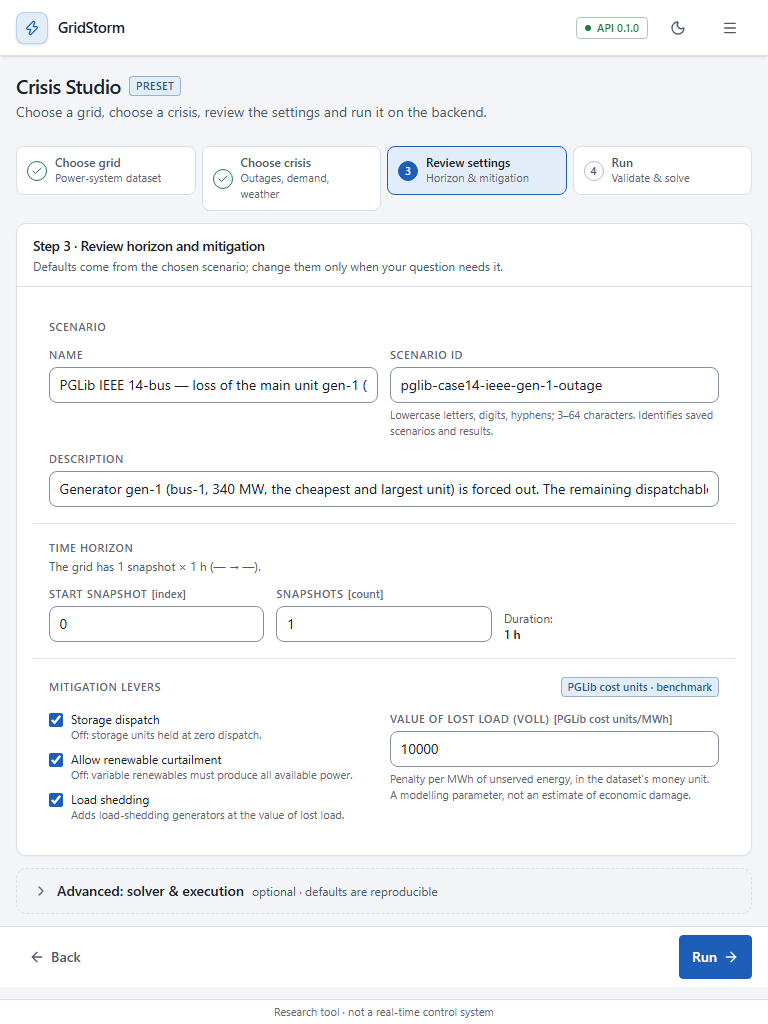 GridStorm
API 0.1.0
Crisis Studio PRESET
Choose a grid, choose a crisis, review the settings and run it on the backend.
Choose grid
Power-system dataset
Choose crisis
Outages, demand,
weather
3
Review settings
Horizon & mitigation
4
Run
Validate & solve
Step 3 · Review horizon and mitigation
Defaults come from the chosen scenario; change them only when your question needs it.
SCENARIO
NAME
PGLib IEEE 14-bus — loss of the main unit gen-1 (
SCENARIO ID
pglib-case14-ieee-gen-1-outage
Lowercase letters, digits, hyphens; 3–64 characters. Identifies saved
scenarios and results.
DESCRIPTION
Generator gen-1 (bus-1, 340 MW, the cheapest and largest unit) is forced out. The remaining dispatchable
TIME HORIZON
The grid has 1 snapshot × 1 h (— → —).
START SNAPSHOT [index]
0
SNAPSHOTS [count]
1
Duration:
1 h
MITIGATION LEVERS
PGLib cost units · benchmark
Storage dispatch
Off: storage units held at zero dispatch.
Allow renewable curtailment
Off: variable renewables must produce all available power.
Load shedding
Adds load-shedding generators at the value of lost load.
VALUE OF LOST LOAD (VOLL) [PGLib cost units/MWh]
10000
Penalty per MWh of unserved energy, in the dataset's money unit.
A modelling parameter, not an estimate of economic damage.
Advanced: solver & execution optional · defaults are reproducible
← Back
Run →
Research tool · not a real-time control system